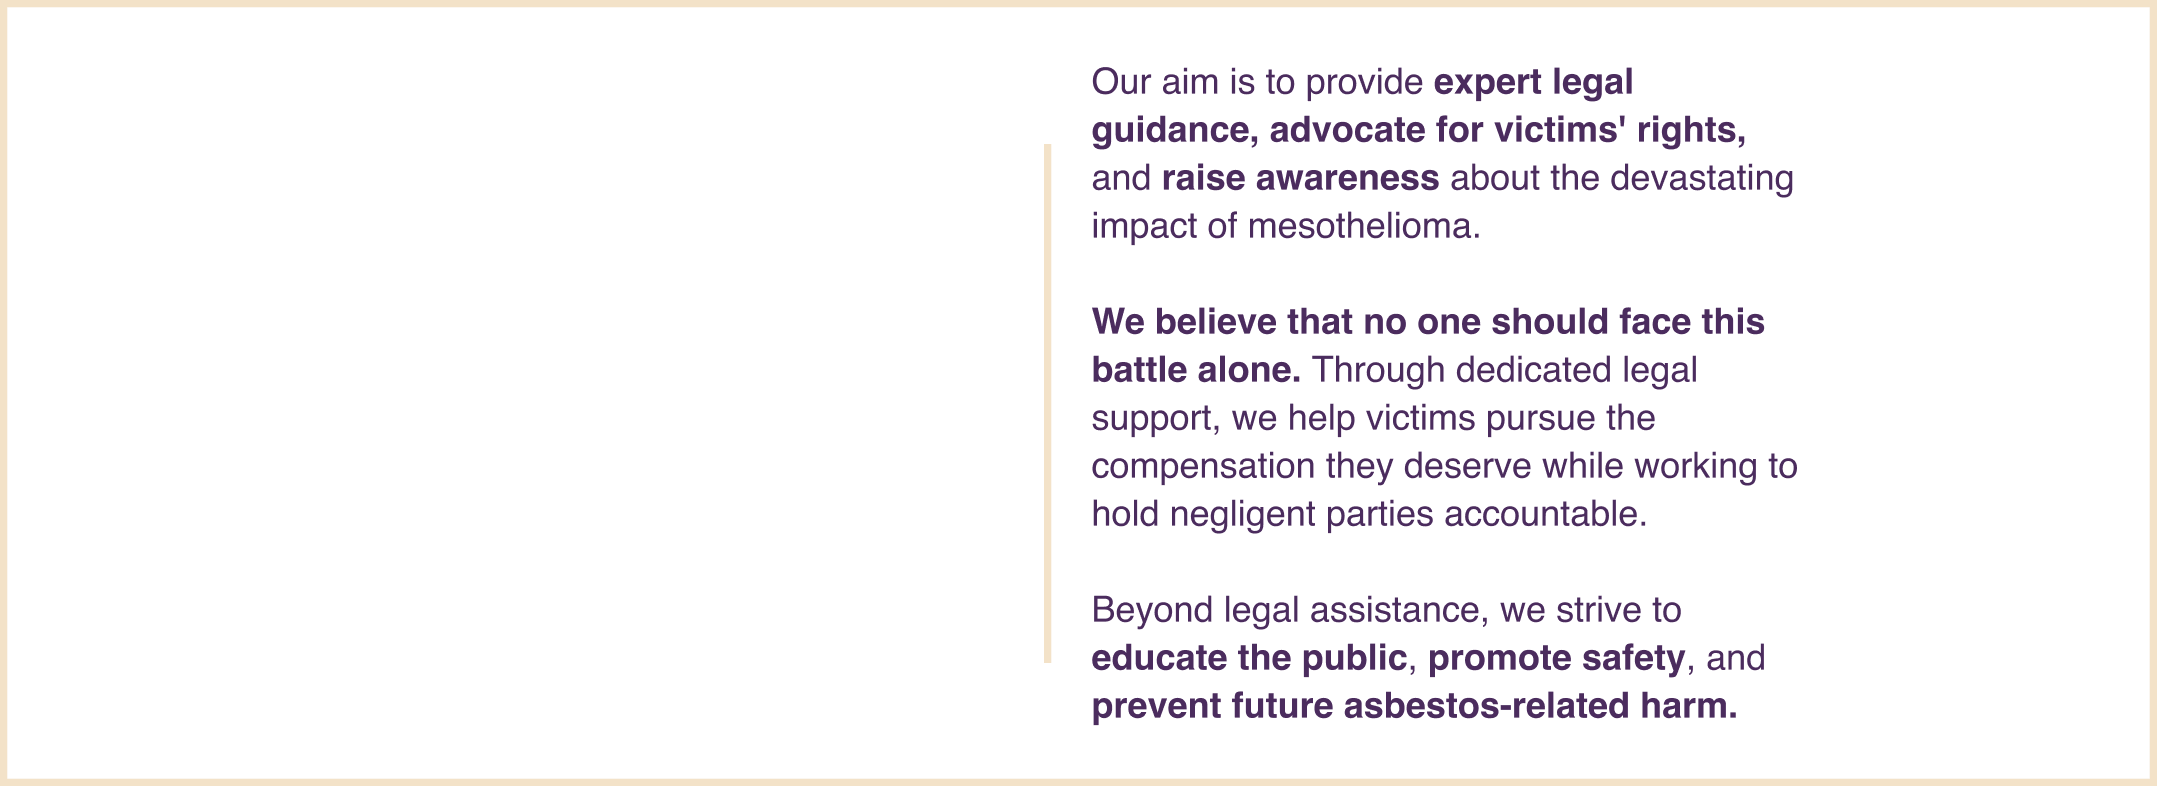 Our aim is to provide expert legal
guidance, advocate for victims' rights,
and raise awareness about the devastating
impact of mesothelioma.
We believe that no one should face this
battle alone. Through dedicated legal
support, we help victims pursue the
compensation they deserve while working to
hold negligent parties accountable.
Beyond legal assistance, we strive to
educate the public, promote safety, and
prevent future asbestos-related harm.